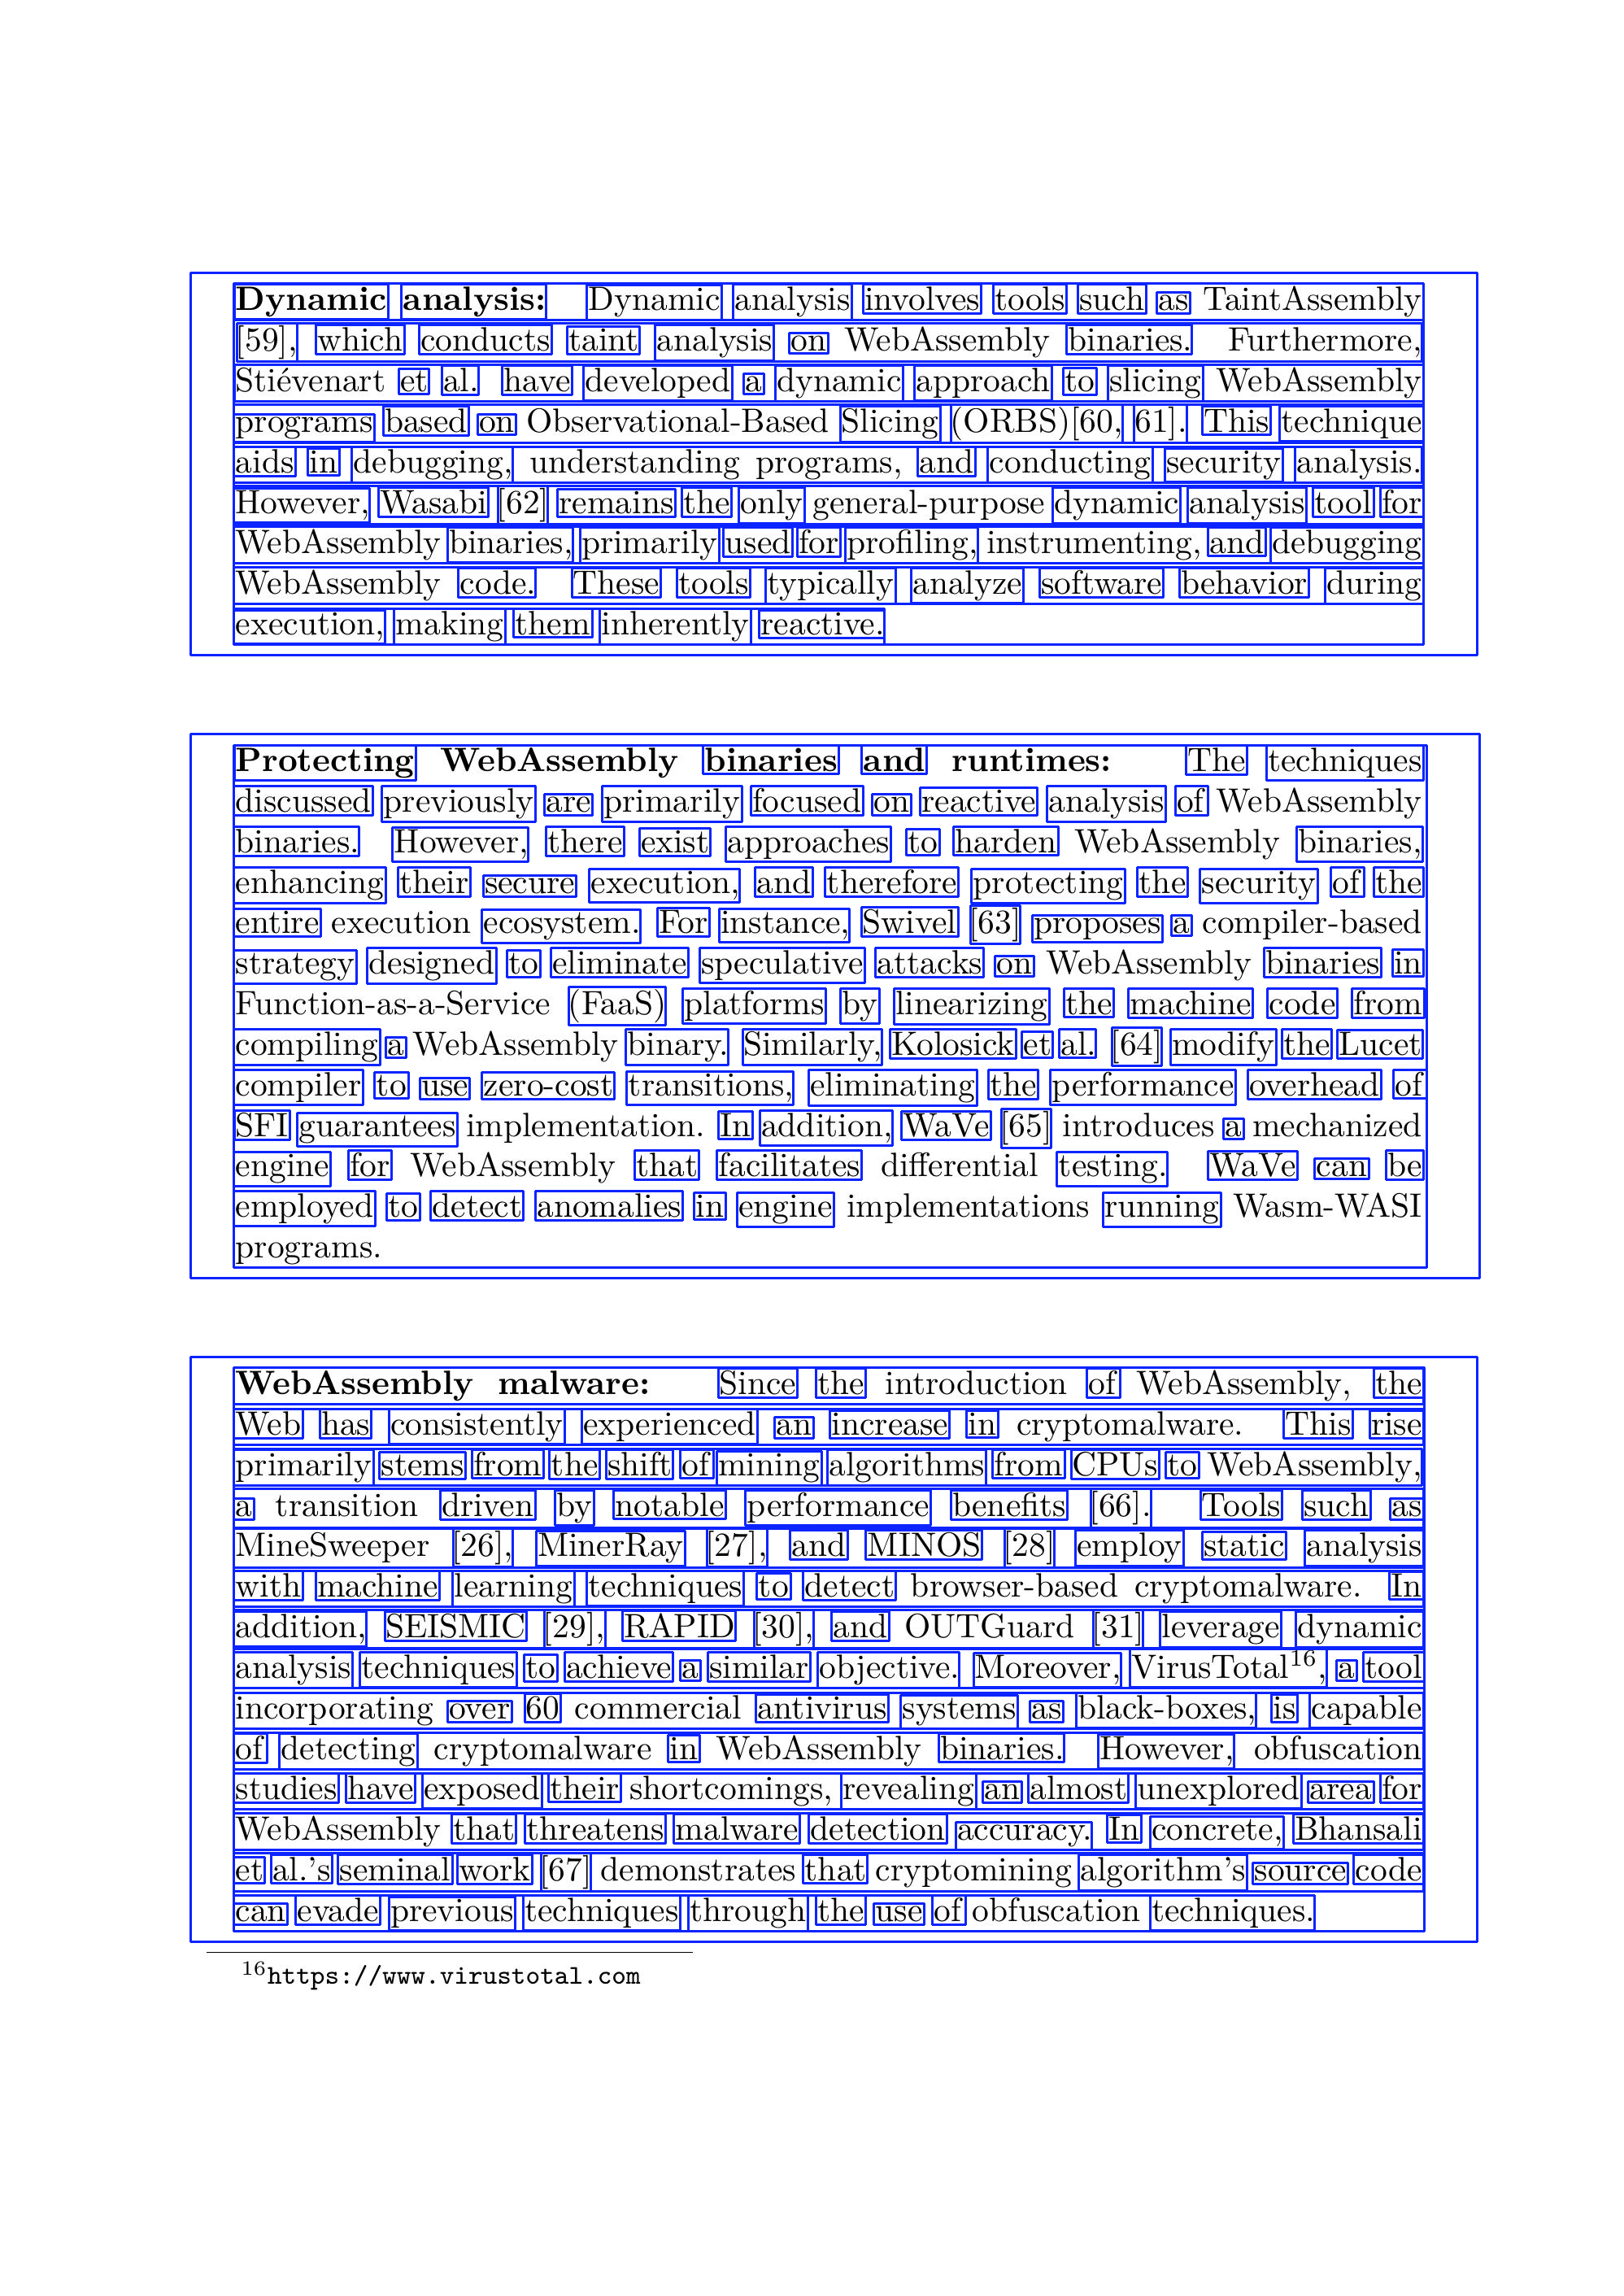 Dynamic analysis: Dynamic analysis involves tools such as TaintAssembly
[59], which conducts taint analysis on WebAssembly binaries. Furthermore,
Stiévenart et al. have developed a dynamic approach to slicing WebAssembly
programs based on Observational-Based Slicing (ORBS)[60, 61]. This technique
aids in debugging, understanding programs, and conducting security analysis.
However, Wasabi [62] remains the only general-purpose dynamic analysis tool for
WebAssembly binaries, primarily used for profiling, instrumenting, and debugging
WebAssembly code. These tools typically analyze software behavior during
execution, making them inherently reactive.
Protecting WebAssembly binaries and runtimes: The techniques
discussed previously are primarily focused on reactive analysis of WebAssembly
binaries. However, there exist approaches to harden WebAssembly binaries,
enhancing their secure execution, and therefore protecting the security of the
entire execution ecosystem. For instance, Swivel [63] proposes a compiler-based
strategy designed to eliminate speculative attacks on WebAssembly binaries in
Function-as-a-Service (FaaS) platforms by linearizing the machine code from
compiling a WebAssembly binary. Similarly, Kolosick et al. [64] modify the Lucet
compiler to use zero-cost transitions, eliminating the performance overhead of
SFI guarantees implementation. In addition, WaVe [65] introduces a mechanized
engine for WebAssembly that facilitates differential testing. WaVe can be
employed to detect anomalies in engine implementations running Wasm-WASI
programs.
WebAssembly malware: Since the introduction of WebAssembly, the
Web has consistently experienced an increase in cryptomalware. This rise
primarily stems from the shift of mining algorithms from CPUs to WebAssembly,
a transition driven by notable performance benefits [66]. Tools such as
MineSweeper [26], MinerRay [27], and MINOS [28] employ static analysis
with machine learning techniques to detect browser-based cryptomalware. In
addition, SEISMIC [29], RAPID [30], and OUTGuard [31] leverage dynamic
analysis techniques to achieve a similar objective. Moreover, VirusTotal16, a tool
incorporating over 60 commercial antivirus systems as black-boxes, is capable
of detecting cryptomalware in WebAssembly binaries. However, obfuscation
studies have exposed their shortcomings, revealing an almost unexplored area for
WebAssembly that threatens malware detection accuracy. In concrete, Bhansali
et al.'s seminal work [67] demonstrates that cryptomining algorithm's source code
can evade previous techniques through the use of obfuscation techniques.
16https://www.virustotal.com